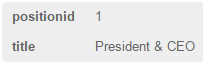 positionid 1
title President & CEO